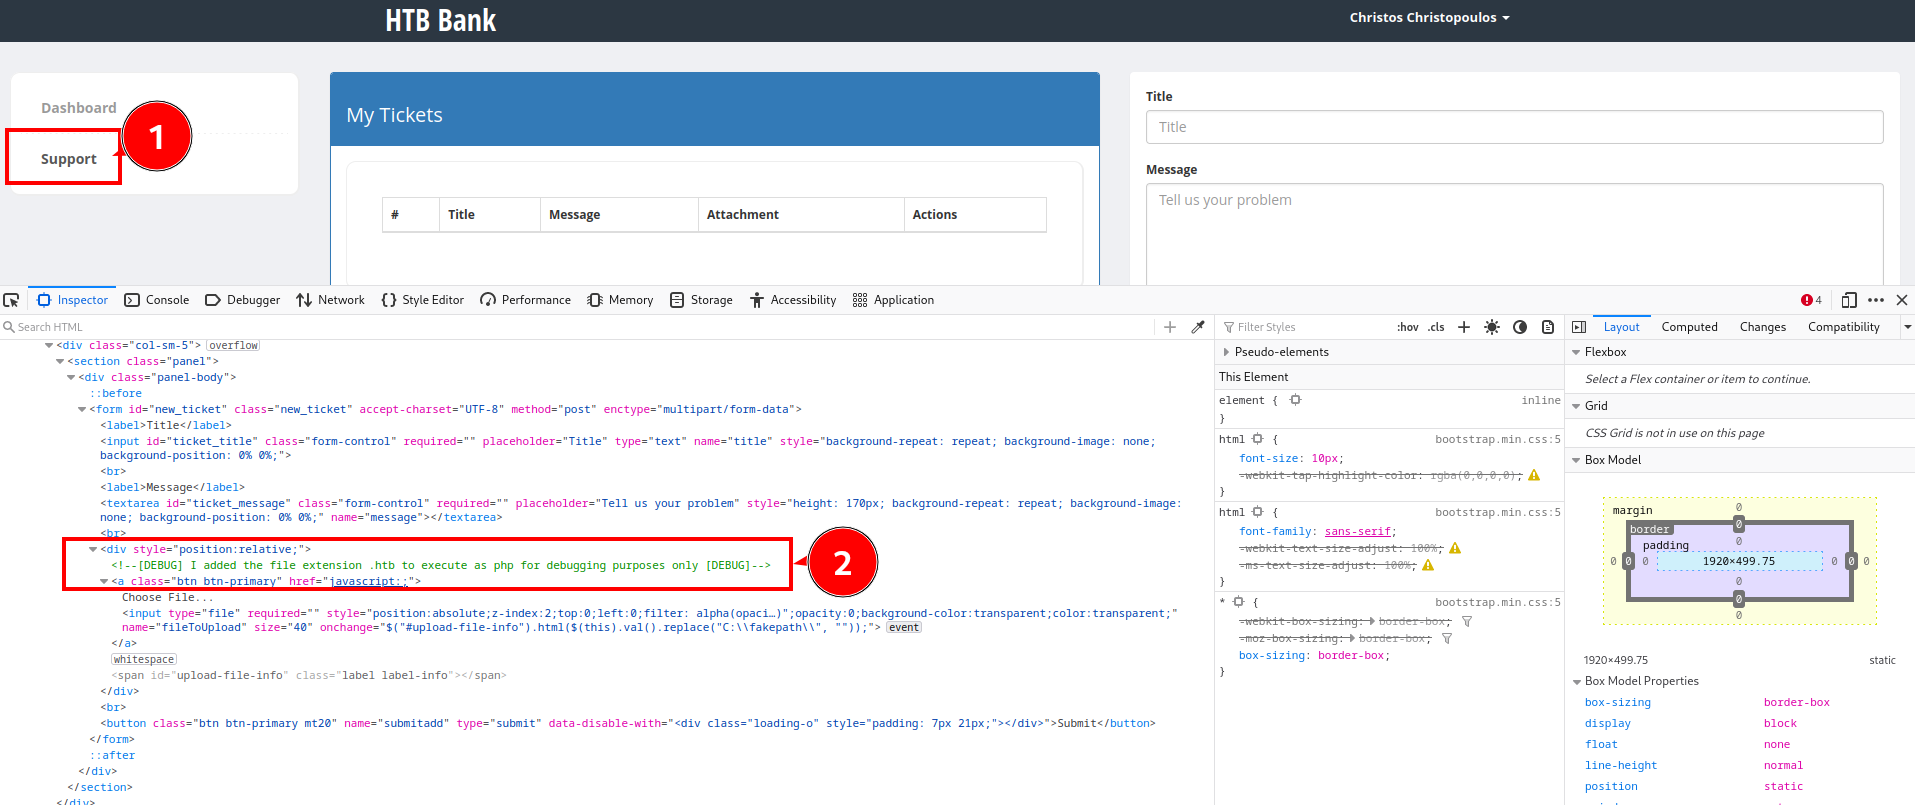 HTB Bank
Christos Christopoulos
Dashboard
1
Support
My Tickets
# Title Message Attachment Actions
Title
Title
Message
Tell us your problem
Inspector Console Debugger Network Style Editor Performance Memory Storage Accessibility Application 4
Search HTML
<div class="col-sm-5"> overflow
<section class="panel">
<div class="panel-body">
::before
<form id="new_ticket" class="new_ticket" accept-charset="UTF-8" method="post" enctype="multipart/form-data">
<label>Title</label>
<input id="ticket_title" class="form-control" required="" placeholder="Title" type="text" name="title" style="background-repeat: repeat; background-image: none;
background-position: 0% 0%;">
<br>
<label>Message</label>
<textarea id="ticket_message" class="form-control" required="" placeholder="Tell us your problem" style="height: 170px; background-repeat: repeat; background-image:
none; background-position: 0% 0%;" name="message"></textarea>
<br>
<div style="position:relative;">
<!--[DEBUG] I added the file extension .htb to execute as php for debugging purposes only [DEBUG]-->
<a class="btn btn-primary" href="javascript:;">
2
Choose File...
<input type="file" required="" style="position:absolute;z-index:2;top:0;left:0;filter: alpha(opaci…)";opacity:0;background-color:transparent;color:transparent;"
name="fileToUpload" size="40" onchange="$("#upload-file-info").html($(this).val().replace("C:\\fakepath\\", ""));"> event
</a>
whitespace
<span id="upload-file-info" class="label label-info"></span>
</div>
<br>
<button class="btn btn-primary mt20" name="submitadd" type="submit" data-disable-with="<div class="loading-o" style="padding: 7px 21px;"></div>">Submit</button>
</form>
::after
</div>
</section>
</div>
Filter Styles :hov .cls
Pseudo-elements
This Element
element { inline
}
html { bootstrap.min.css:5
font-size: 10px;
-webkit-tap-highlight-color: rgba(0,0,0,0);
}
html { bootstrap.min.css:5
font-family: sans-serif;
-webkit-text-size-adjust: 100%;
-ms-text-size-adjust: 100%;
}
* { bootstrap.min.css:5
-webkit-box-sizing: border-box;
-moz-box-sizing: border-box;
box-sizing: border-box;
}
Layout Computed Changes Compatibility
Flexbox
Select a Flex container or item to continue.
Grid
CSS Grid is not in use on this page
Box Model
margin 0
border 0
padding 0
0 0 0 1920×499.75 0 0 0
0
0
0
1920×499.75 static
Box Model Properties
box-sizing border-box
display block
float none
line-height normal
position static